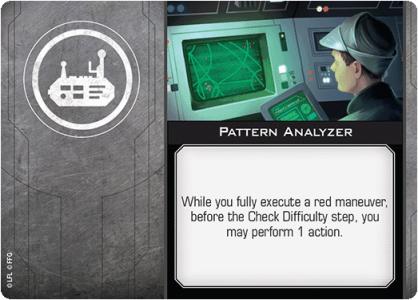 Pattern Analyzer
While you fully execute a red maneuver,
before the Check Difficulty step, you
may perform 1 action.
© LFL © FFG